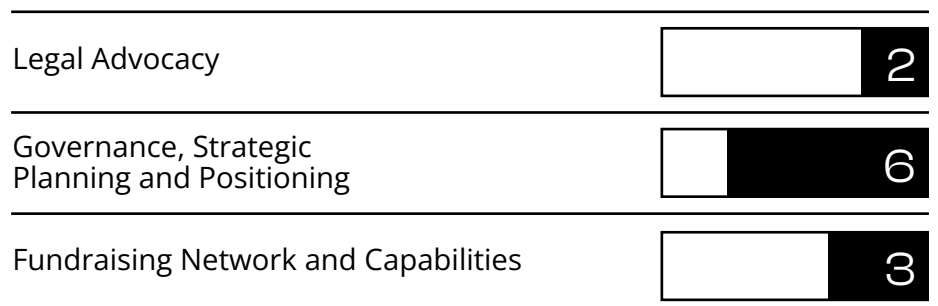 Legal Advocacy
2
Governance, Strategic
Planning and Positioning
6
Fundraising Network and Capabilities
3